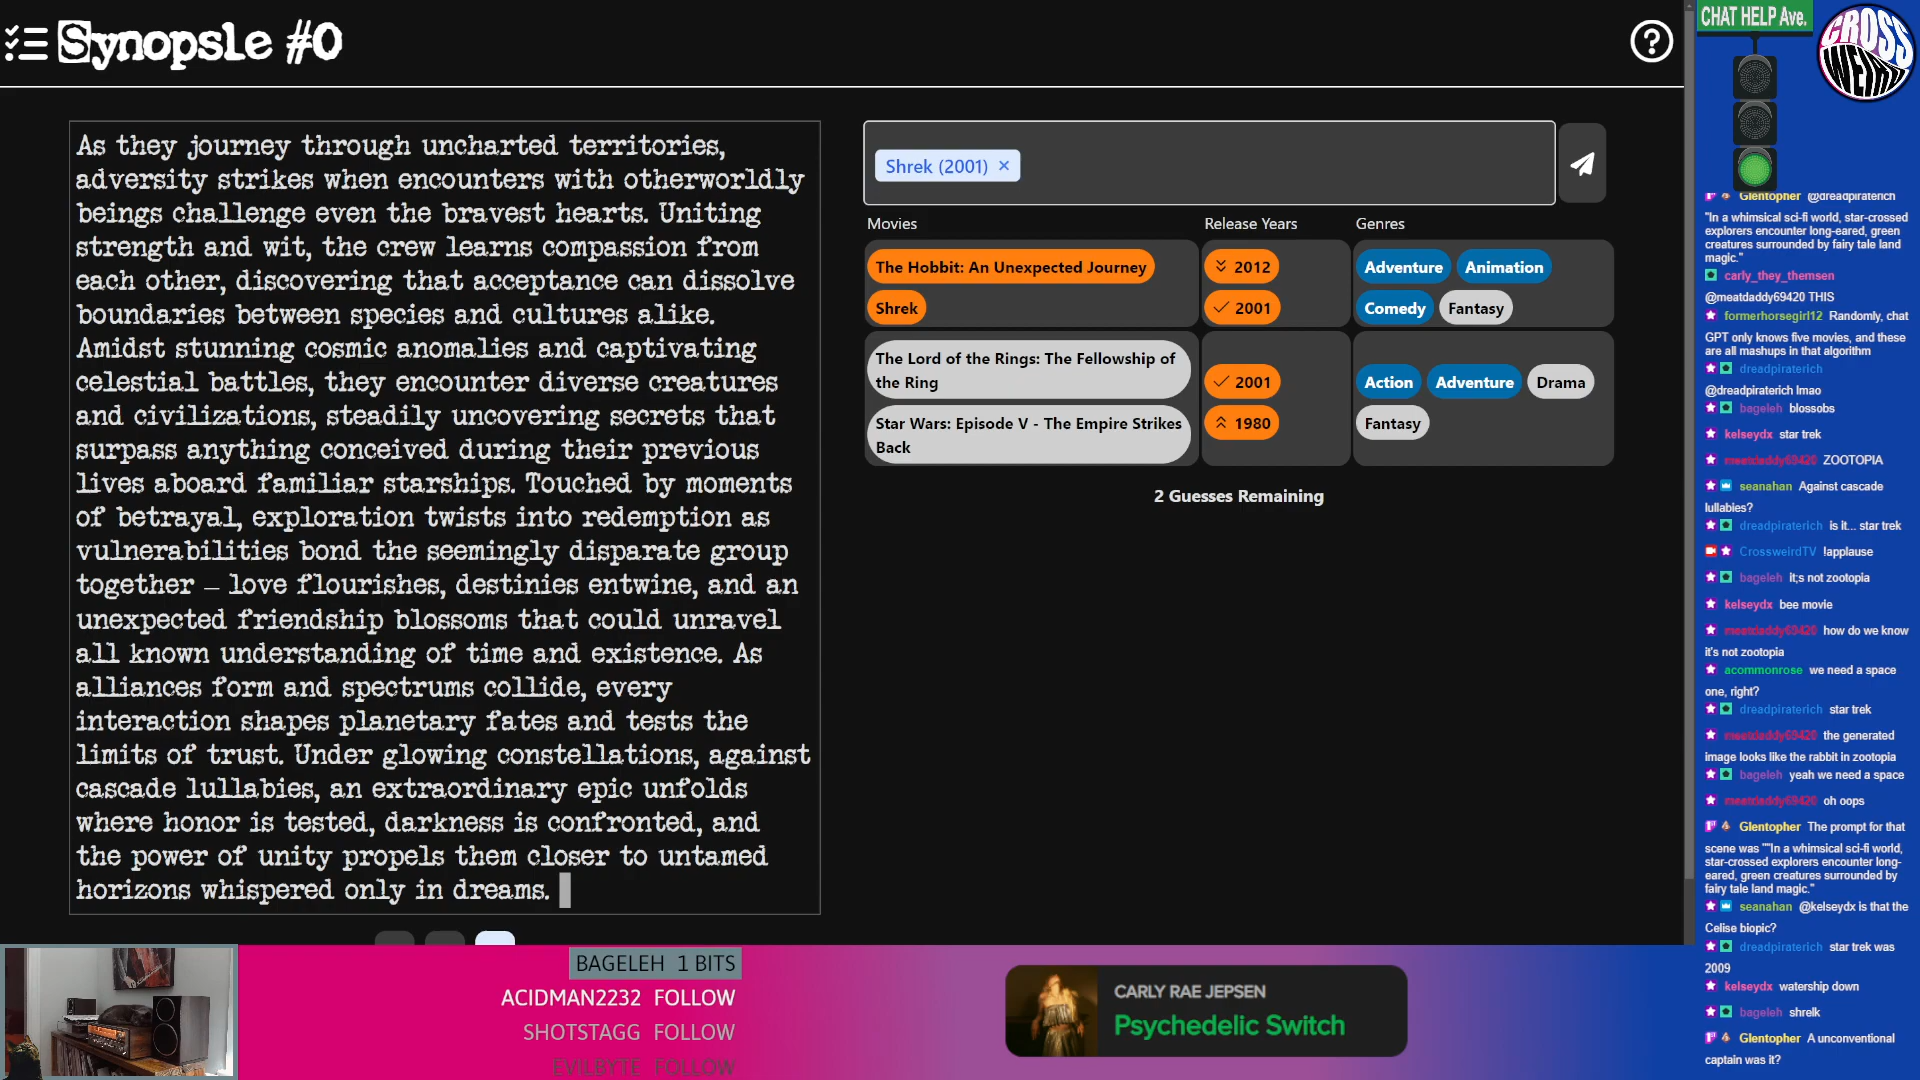 Synopsle #0
As they journey through uncharted territories,
adversity strikes when encounters with otherworldly
beings challenge even the bravest hearts. Uniting
strength and wit, the crew learns compassion from
each other, discovering that acceptance can dissolve
boundaries between species and cultures alike.
Amidst stunning cosmic anomalies and captivating
celestial battles, they encounter diverse creatures
and civilizations, steadily uncovering secrets that
surpass anything conceived during their previous
lives aboard familiar starships. Touched by moments
of betrayal, exploration twists into redemption as
vulnerabilities bond the seemingly disparate group
together — love flourishes, destinies entwine, and an
unexpected friendship blossoms that could unravel
all known understanding of time and existence. As
alliances form and spectrums collide, every
interaction shapes planetary fates and tests the
limits of trust. Under glowing constellations, against
cascade lullabies, an extraordinary epic unfolds
where honor is tested, darkness is confronted, and
the power of unity propels them closer to untamed
horizons whispered only in dreams.
Shrek (2001) ×
Movies Release Years Genres
The Hobbit: An Unexpected Journey
Shrek
2012
2001
Adventure Animation
Comedy Fantasy
The Lord of the Rings: The Fellowship of
the Ring
Star Wars: Episode V - The Empire Strikes
Back
2001
1980
Action Adventure Drama
Fantasy
2 Guesses Remaining
CHAT HELP Ave.
CROSS
WEIRD
Glentopher @dreadpiraterich
"In a whimsical sci-fi world, star-crossed
explorers encounter long-eared, green
creatures surrounded by fairy tale land
magic."
carly_they_themsen
@meatdaddy69420 THIS
formerhorsegirl12 Randomly, chat
GPT only knows five movies, and these
are all mashups in that algorithm
dreadpiraterich
@dreadpiraterich lmao
bageleh blossobs
kelseydx star trek
meatdaddy69420 ZOOTOPIA
seanahan Against cascade
lullabies?
dreadpiraterich is it... star trek
CrossweirdTV !applause
bageleh it;s not zootopia
kelseydx bee movie
meatdaddy69420 how do we know
it's not zootopia
acommonrose we need a space
one, right?
dreadpiraterich star trek
meatdaddy69420 the generated
image looks like the rabbit in zootopia
bageleh yeah we need a space
meatdaddy69420 oh oops
Glentopher The prompt for that
scene was ""In a whimsical sci-fi world,
star-crossed explorers encounter long-
eared, green creatures surrounded by
fairy tale land magic."
seanahan @kelseydx is that the
Celise biopic?
dreadpiraterich star trek was
2009
kelseydx watership down
bageleh shrelk
Glentopher A unconventional
captain was it?
BAGELEH 1 BITS
ACIDMAN2232 FOLLOW
SHOTSTAGG FOLLOW
EVILBYTE FOLLOW
CARLY RAE JEPSEN
Psychedelic Switch